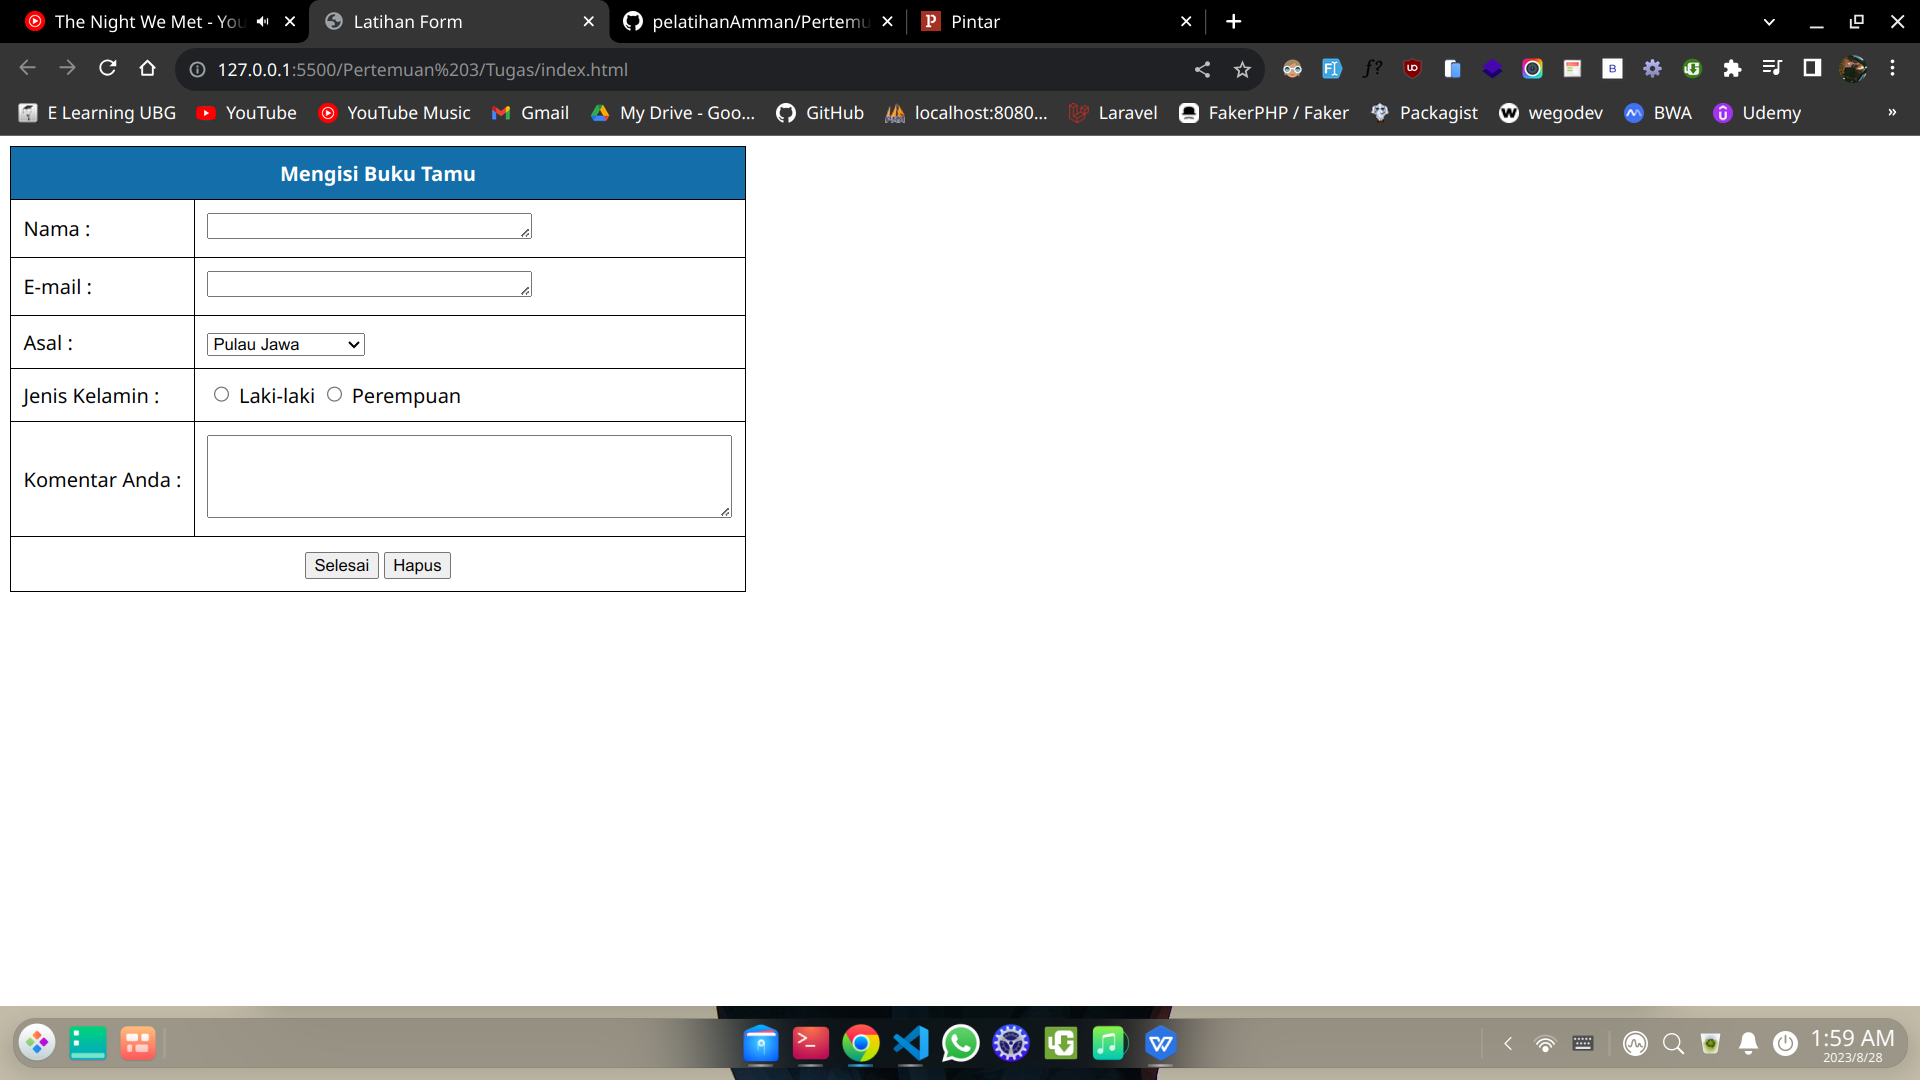 The Night We Met - You
Latihan Form
pelatihanAmman/Pertemu
Pintar
127.0.0.1:5500/Pertemuan%203/Tugas/index.html
E Learning UBG
YouTube
YouTube Music
Gmail
My Drive - Goo...
GitHub
localhost:8080...
Laravel
FakerPHP / Faker
Packagist
wegodev
BWA
Udemy
»
Mengisi Buku Tamu
Nama :
E-mail :
Asal :
Pulau Jawa
Jenis Kelamin :
Laki-laki
Perempuan
Komentar Anda :
Selesai
Hapus
1:59 AM
2023/8/28